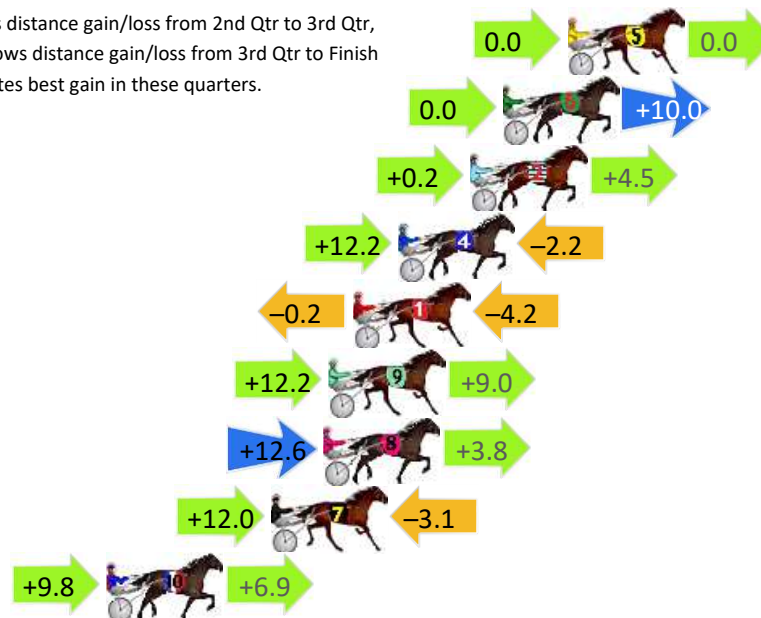 distance gain/loss from 2nd Qtr to 3rd Qtr,
ows distance gain/loss from 3rd Qtr to Finish
tes best gain in these quarters.
0.0 5 0.0
0.0 6 +10.0
+0.2 2 +4.5
+12.2 4 –2.2
–0.2 1 –4.2
+12.2 9 +9.0
+12.6 8 +3.8
+12.0 7 –3.1
+9.8 10 +6.9